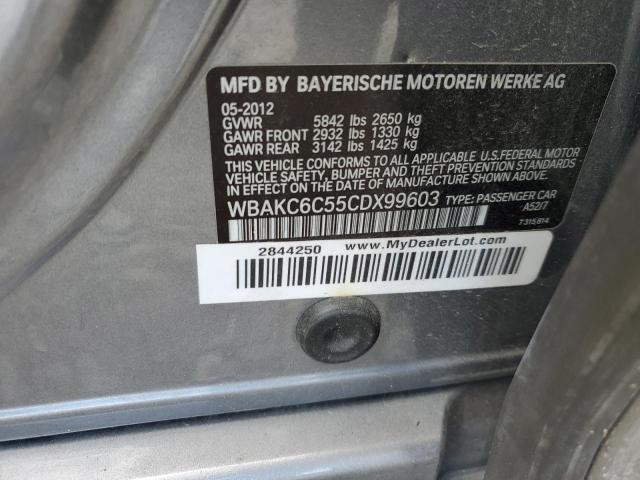 MFD BY BAYERISCHE MOTOREN WERKE AG
05-2012
GVWR 5842 lbs 2650 kg
GAWR FRONT 2932 lbs 1330 kg
GAWR REAR 3142 lbs 1425 kg
THIS VEHICLE CONFORMS TO ALL APPLICABLE U.S. FEDERAL MOTOR
VEHICLE SAFETY, BUMPER AND THEFT PREVENTION STANDARDS
IN EFFECT ON THE DATE OF MANUFACTURE SHOWN ABOVE.
WBAKC6C55CDX99603 TYPE: PASSENGER CAR
A52/7
7315814
2844250 www.MyDealerLot.com